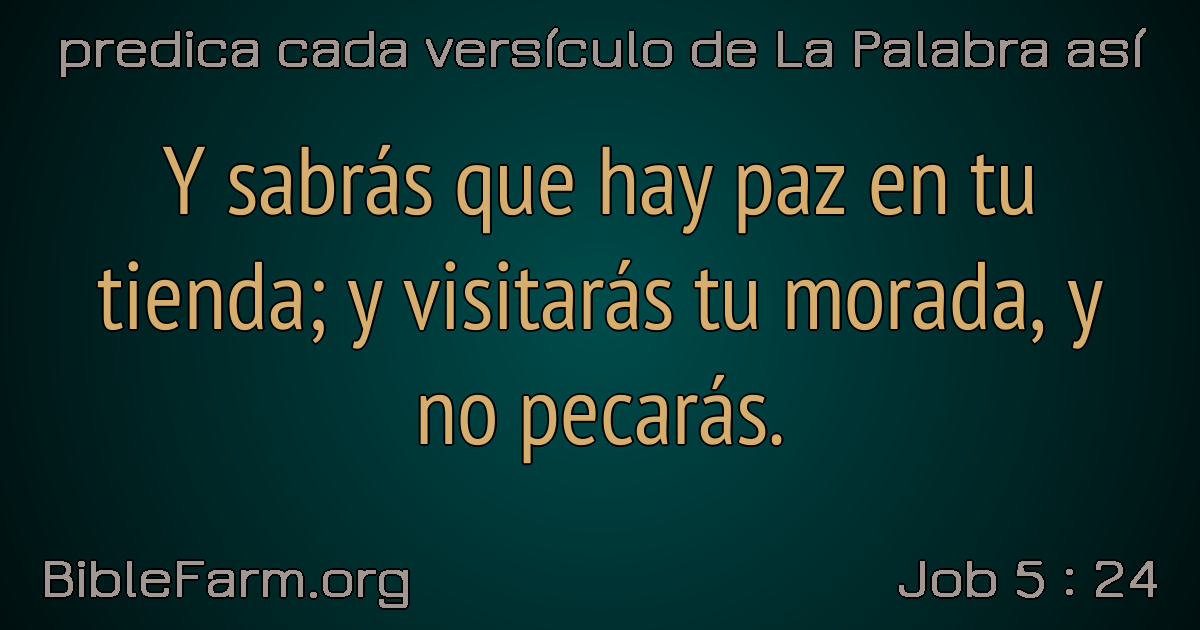 predica cada versículo de La Palabra así
Y sabrás que hay paz en tu
tienda; y visitarás tu morada, y
no pecarás.
BibleFarm.org
Job 5 : 24